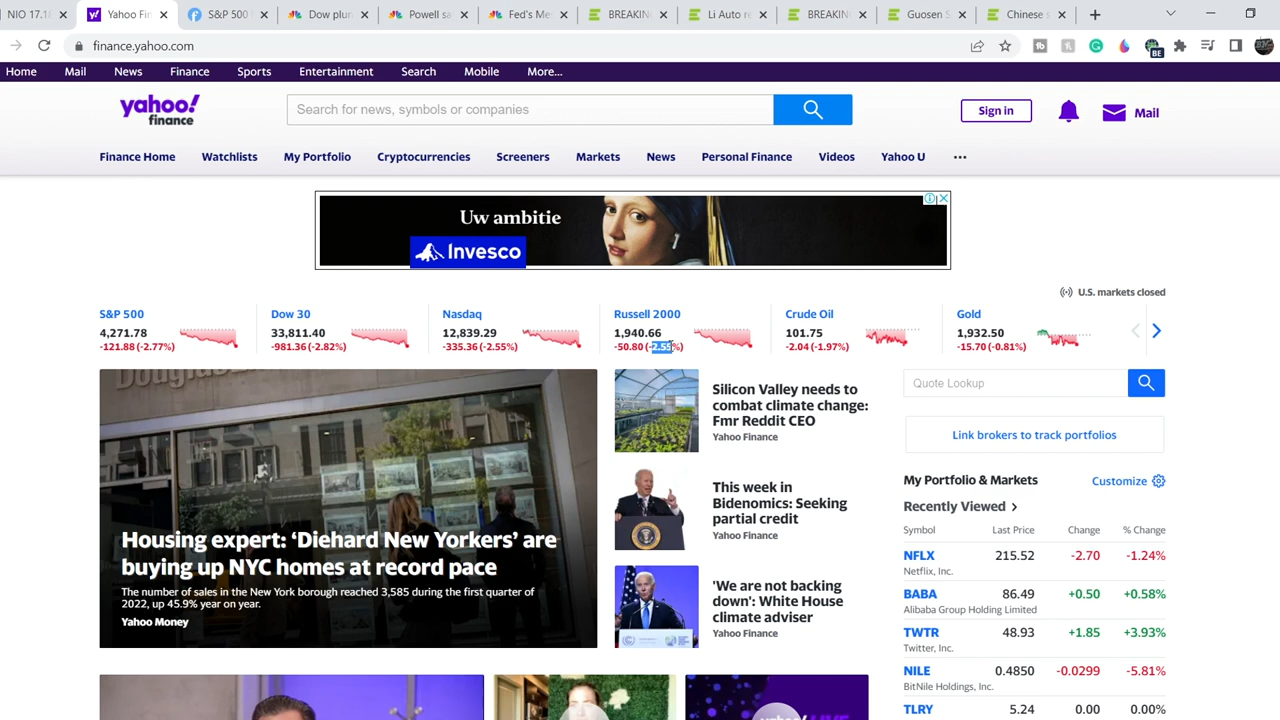 NIO 17.18
Yahoo Fin
S&P 500
Dow plun
Powell sa
Fed's Me
BREAKIN
Li Auto re
BREAKIN
Guosen S
Chinese s
finance.yahoo.com
BE
Home Mail News Finance Sports Entertainment Search Mobile More...
yahoo!
finance
Search for news, symbols or companies
Sign in
Mail
Finance Home Watchlists My Portfolio Cryptocurrencies Screeners Markets News Personal Finance Videos Yahoo U ...
Uw ambitie
Invesco
U.S. markets closed
S&P 500
4,271.78
-121.88 (-2.77%)
Dow 30
33,811.40
-981.36 (-2.82%)
Nasdaq
12,839.29
-335.36 (-2.55%)
Russell 2000
1,940.66
-50.80 (-2.55%)
Crude Oil
101.75
-2.04 (-1.97%)
Gold
1,932.50
-15.70 (-0.81%)
Housing expert: ‘Diehard New Yorkers’ are
buying up NYC homes at record pace
The number of sales in the New York borough reached 3,585 during the first quarter of
2022, up 45.9% year on year.
Yahoo Money
Silicon Valley needs to
combat climate change:
Fmr Reddit CEO
Yahoo Finance
This week in
Bidenomics: Seeking
partial credit
Yahoo Finance
'We are not backing
down': White House
climate adviser
Yahoo Finance
Quote Lookup
Link brokers to track portfolios
My Portfolio & Markets
Customize
Recently Viewed
Symbol Last Price Change % Change
NFLX 215.52 -2.70 -1.24%
Netflix, Inc.
BABA 86.49 +0.50 +0.58%
Alibaba Group Holding Limited
TWTR 48.93 +1.85 +3.93%
Twitter, Inc.
NILE 0.4850 -0.0299 -5.81%
BitNile Holdings, Inc.
TLRY 5.24 0.00 0.00%